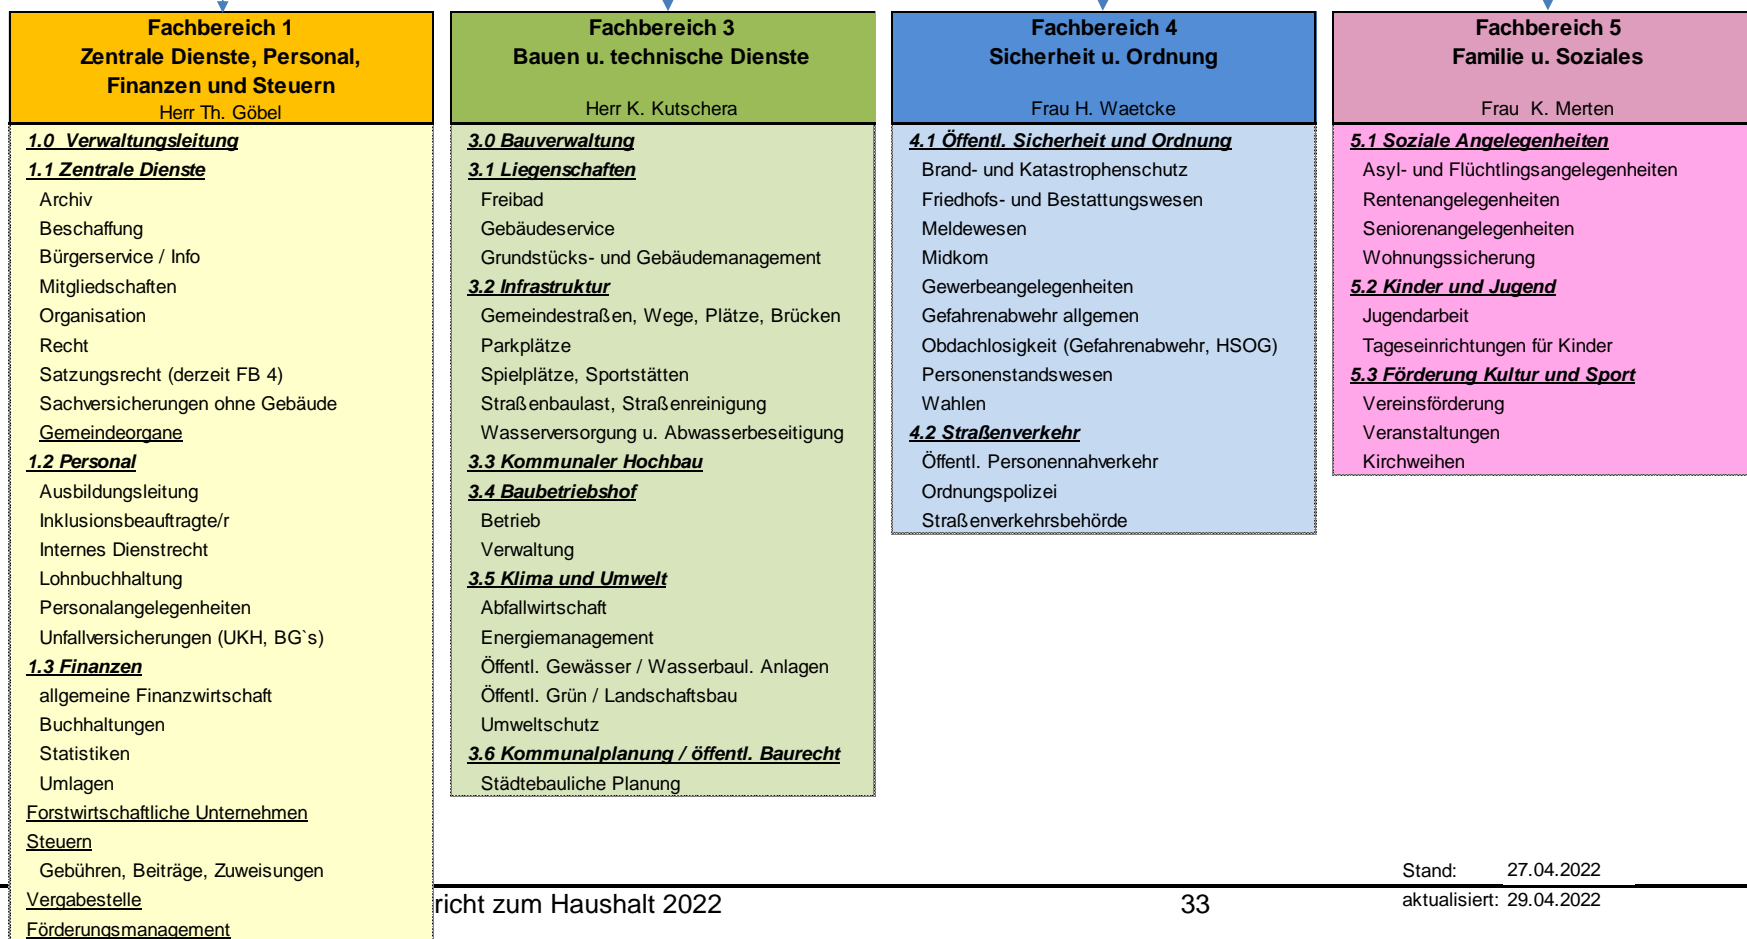 Fachbereich 1
Zentrale Dienste, Personal,
Finanzen und Steuern
Herr Th. Göbel
1.0 Verwaltungsleitung
1.1 Zentrale Dienste
Archiv
Beschaffung
Bürgerservice / Info
Mitgliedschaften
Organisation
Recht
Satzungsrecht (derzeit FB 4)
Sachversicherungen ohne Gebäude
Gemeindeorgane
1.2 Personal
Ausbildungsleitung
Inklusionsbeauftragte/r
Internes Dienstrecht
Lohnbuchhaltung
Personalangelegenheiten
Unfallversicherungen (UKH, BG`s)
1.3 Finanzen
allgemeine Finanzwirtschaft
Buchhaltungen
Statistiken
Umlagen
Forstwirtschaftliche Unternehmen
Steuern
Gebühren, Beiträge, Zuweisungen
Vergabestelle
Förderungsmanagement
Fachbereich 3
Bauen u. technische Dienste
Herr K. Kutschera
3.0 Bauverwaltung
3.1 Liegenschaften
Freibad
Gebäudeservice
Grundstücks- und Gebäudemanagement
3.2 Infrastruktur
Gemeindestraßen, Wege, Plätze, Brücken
Parkplätze
Spielplätze, Sportstätten
Straßenbaulast, Straßenreinigung
Wasserversorgung u. Abwasserbeseitigung
3.3 Kommunaler Hochbau
3.4 Baubetriebshof
Betrieb
Verwaltung
3.5 Klima und Umwelt
Abfallwirtschaft
Energiemanagement
Öffentl. Gewässer / Wasserbaul. Anlagen
Öffentl. Grün / Landschaftsbau
Umweltschutz
3.6 Kommunalplanung / öffentl. Baurecht
Städtebauliche Planung
Fachbereich 4
Sicherheit u. Ordnung
Frau H. Waetcke
4.1 Öffentl. Sicherheit und Ordnung
Brand- und Katastrophenschutz
Friedhofs- und Bestattungswesen
Meldewesen
Midkom
Gewerbeangelegenheiten
Gefahrenabwehr allgemen
Obdachlosigkeit (Gefahrenabwehr, HSOG)
Personenstandswesen
Wahlen
4.2 Straßenverkehr
Öffentl. Personennahverkehr
Ordnungspolizei
Straßenverkehrsbehörde
Fachbereich 5
Familie u. Soziales
Frau K. Merten
5.1 Soziale Angelegenheiten
Asyl- und Flüchtlingsangelegenheiten
Rentenangelegenheiten
Seniorenangelegenheiten
Wohnungssicherung
5.2 Kinder und Jugend
Jugendarbeit
Tageseinrichtungen für Kinder
5.3 Förderung Kultur und Sport
Vereinsförderung
Veranstaltungen
Kirchweihen
Stand: 27.04.2022
aktualisiert: 29.04.2022
richt zum Haushalt 2022 33